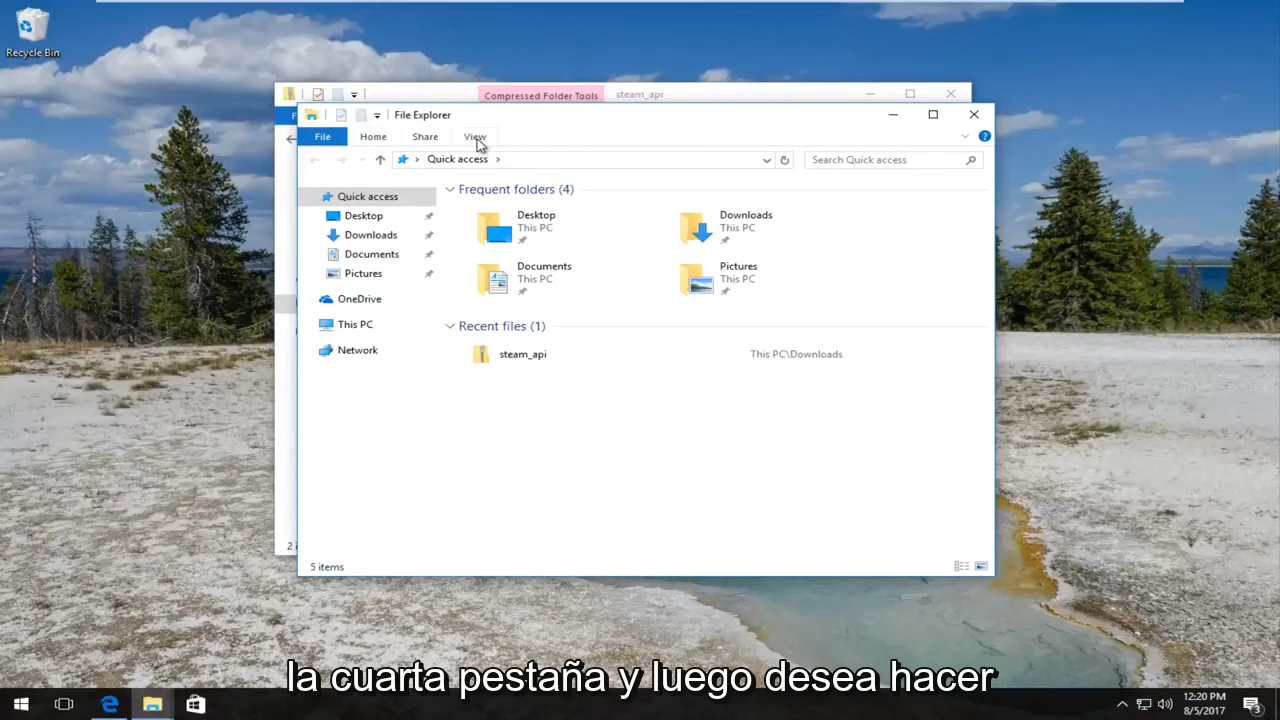 Recycle Bin
Compressed Folder Tools
steam_api
File Explorer
File
Home
Share
View
Quick access
Search Quick access
Quick access
Desktop
Downloads
Documents
Pictures
OneDrive
This PC
Network
Frequent folders (4)
Desktop
This PC
Downloads
This PC
Documents
This PC
Pictures
This PC
Recent files (1)
steam_api
This PC\Downloads
5 items
la cuarta pestaña y luego desea hacer
12:20 PM
8/5/2017
3